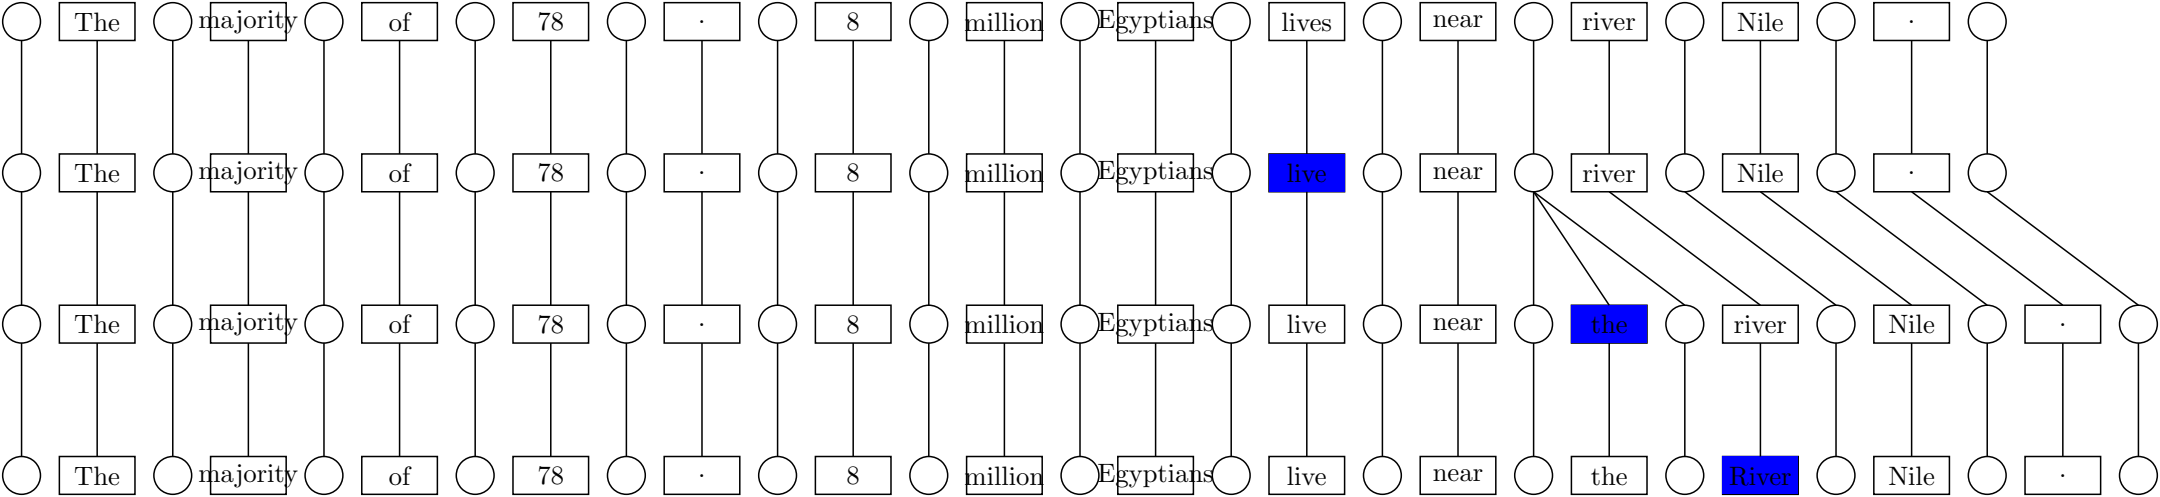 The majority of 78 . 8 million Egyptians lives near river Nile .
The majority of 78 . 8 million Egyptians live near river Nile .
The majority of 78 . 8 million Egyptians live near the river Nile .
The majority of 78 . 8 million Egyptians live near the River Nile .